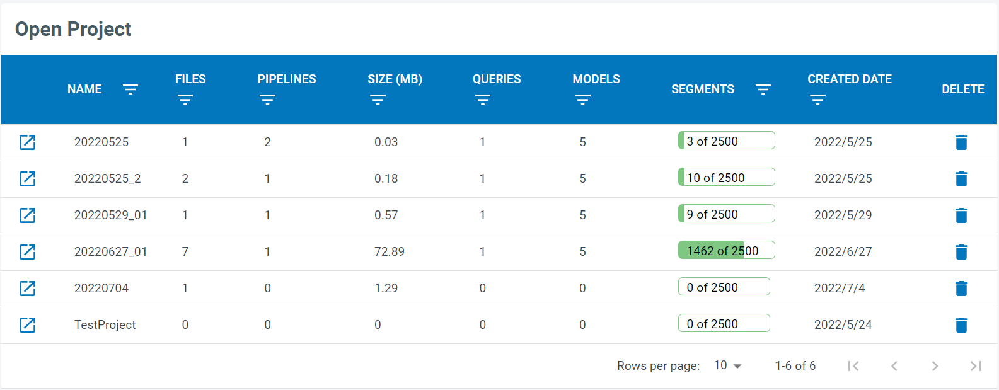 Open Project
NAME FILES PIPELINES SIZE (MB) QUERIES MODELS SEGMENTS CREATED DATE DELETE
20220525 1 2 0.03 1 5 3 of 2500 2022/5/25
20220525_2 2 1 0.18 1 5 10 of 2500 2022/5/25
20220529_01 1 1 0.57 1 5 9 of 2500 2022/5/29
20220627_01 7 1 72.89 1 5 1462 of 2500 2022/6/27
20220704 1 0 1.29 0 0 0 of 2500 2022/7/4
TestProject 0 0 0 0 0 0 of 2500 2022/5/24
Rows per page: 10 1-6 of 6